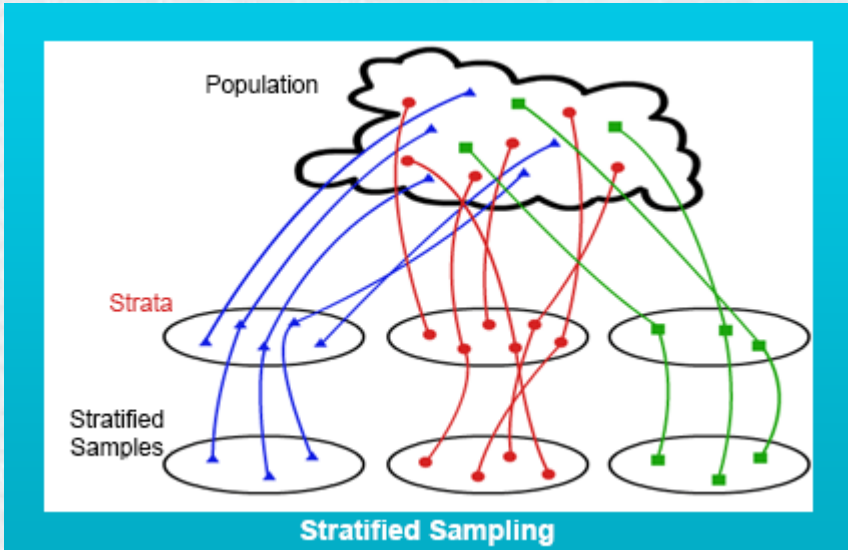 Population
Strata
Stratified
Samples
Stratified Sampling